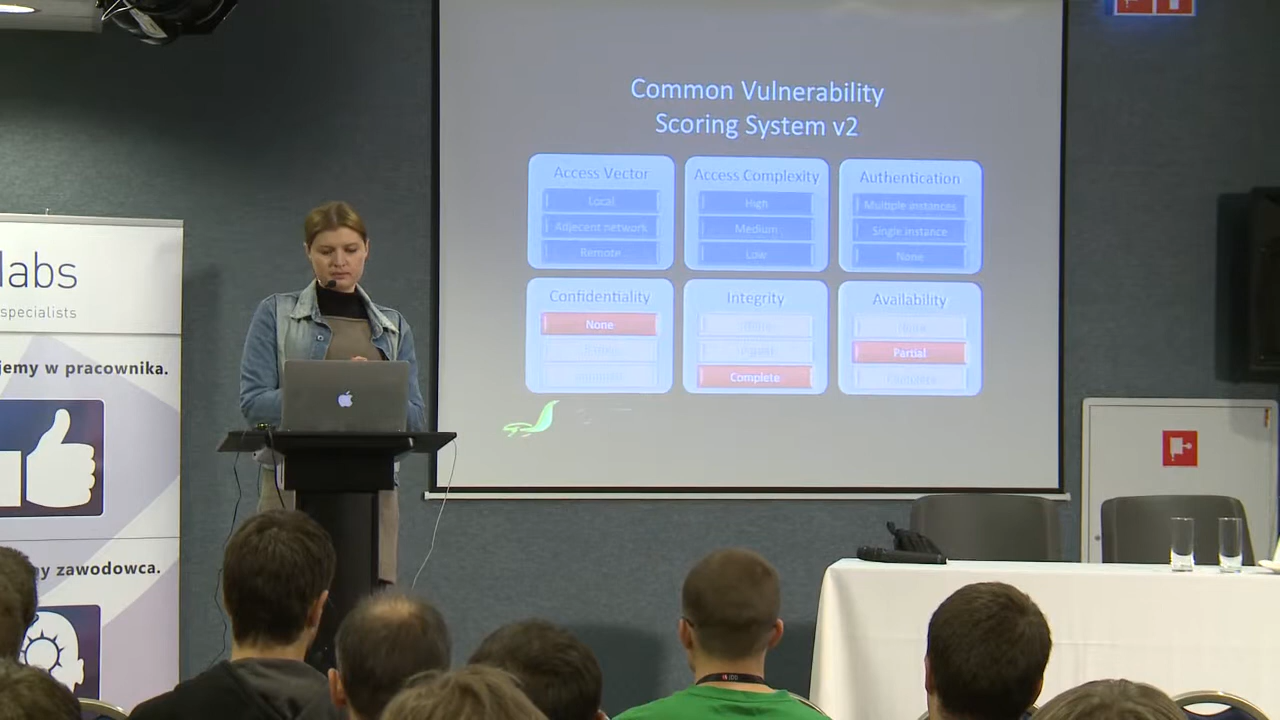 Common Vulnerability
Scoring System v2
Access Vector
Local
Adjecent network
Remote
Access Complexity
High
Medium
Low
Authentication
Multiple instances
Single instance
None
Confidentiality
None
Integrity
Complete
Availability
Partial
labs
specialists
jemy w pracownika.
y zawodowca.